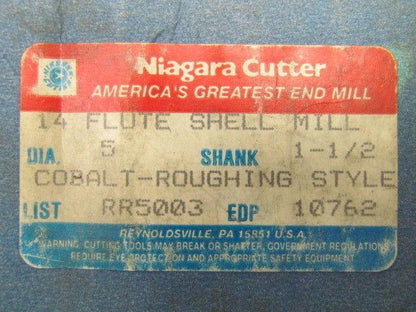 Niagara Cutter
AMERICA'S GREATEST END MILL
14 FLUTE SHELL MILL
DIA. 5 SHANK 1-1/2
COBALT-ROUGHING STYLE
LIST RR5003 EDP 10762
REYNOLDSVILLE, PA 15851 U.S.A.
WARNING: CUTTING TOOLS MAY BREAK OR SHATTER, GOVERNMENT REGULATIONS
REQUIRE EYE PROTECTION AND APPROPRIATE SAFETY EQUIPMENT.